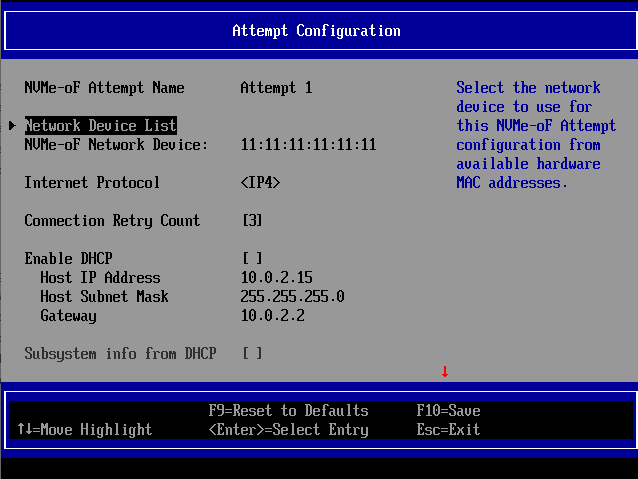 Attempt Configuration
NVMe-oF Attempt Name Attempt 1
Select the network
device to use for
this NVMe-oF Attempt
configuration from
available hardware
MAC addresses.
Network Device List
NVMe-oF Network Device: 11:11:11:11:11:11
Internet Protocol <IP4>
Connection Retry Count [3]
Enable DHCP [ ]
Host IP Address 10.0.2.15
Host Subnet Mask 255.255.255.0
Gateway 10.0.2.2
Subsystem info from DHCP [ ]
F9=Reset to Defaults F10=Save
↑↓=Move Highlight <Enter>=Select Entry Esc=Exit